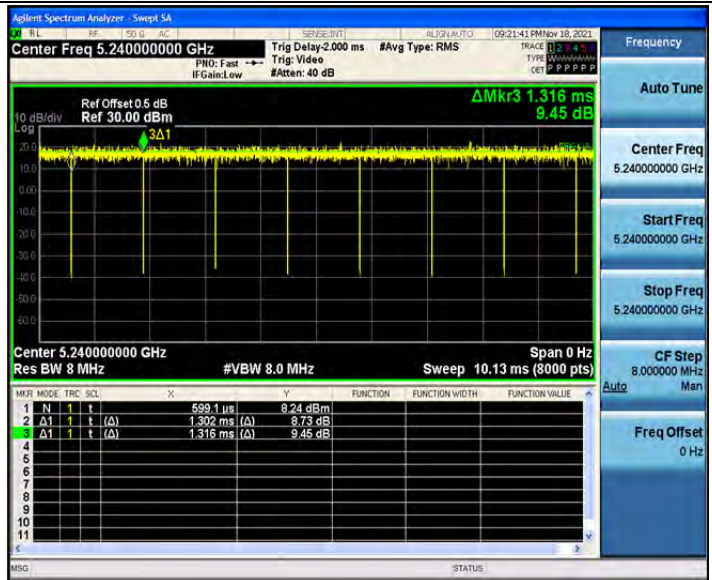 Agilent Spectrum Analyzer - Swept SA
RL RF 50 Ω AC SENSE:INT ALIGN AUTO 09:21:41 PM Nov 18, 2021
Center Freq 5.240000000 GHz
PNO: Fast
IFGain:Low
Trig Delay-2.000 ms
Trig: Video
#Atten: 40 dB
#Avg Type: RMS
TRACE 1 2 3 4 5 6
TYPE WWWWWW
DET P P P P P P
Frequency
Auto Tune
Center Freq
5.240000000 GHz
Start Freq
5.240000000 GHz
Stop Freq
5.240000000 GHz
CF Step
8.000000 MHz
Auto Man
Freq Offset
0 Hz
ΔMkr3 1.316 ms
9.45 dB
Ref Offset 0.5 dB
10 dB/div Ref 30.00 dBm
Log
3Δ1
20.0
10.0
0.00
-10.0
-20.0
-30.0
-40.0
-50.0
-60.0
Center 5.240000000 GHz Span 0 Hz
Res BW 8 MHz #VBW 8.0 MHz Sweep 10.13 ms (8000 pts)
MKR MODE TRC SCL X Y FUNCTION FUNCTION WIDTH FUNCTION VALUE
1 N 1 t 599.1 µs 8.24 dBm
2 Δ1 1 t (Δ) 1.302 ms (Δ) 8.73 dB
3 Δ1 1 t (Δ) 1.316 ms (Δ) 9.45 dB
4
5
6
7
8
9
10
11
MSG STATUS